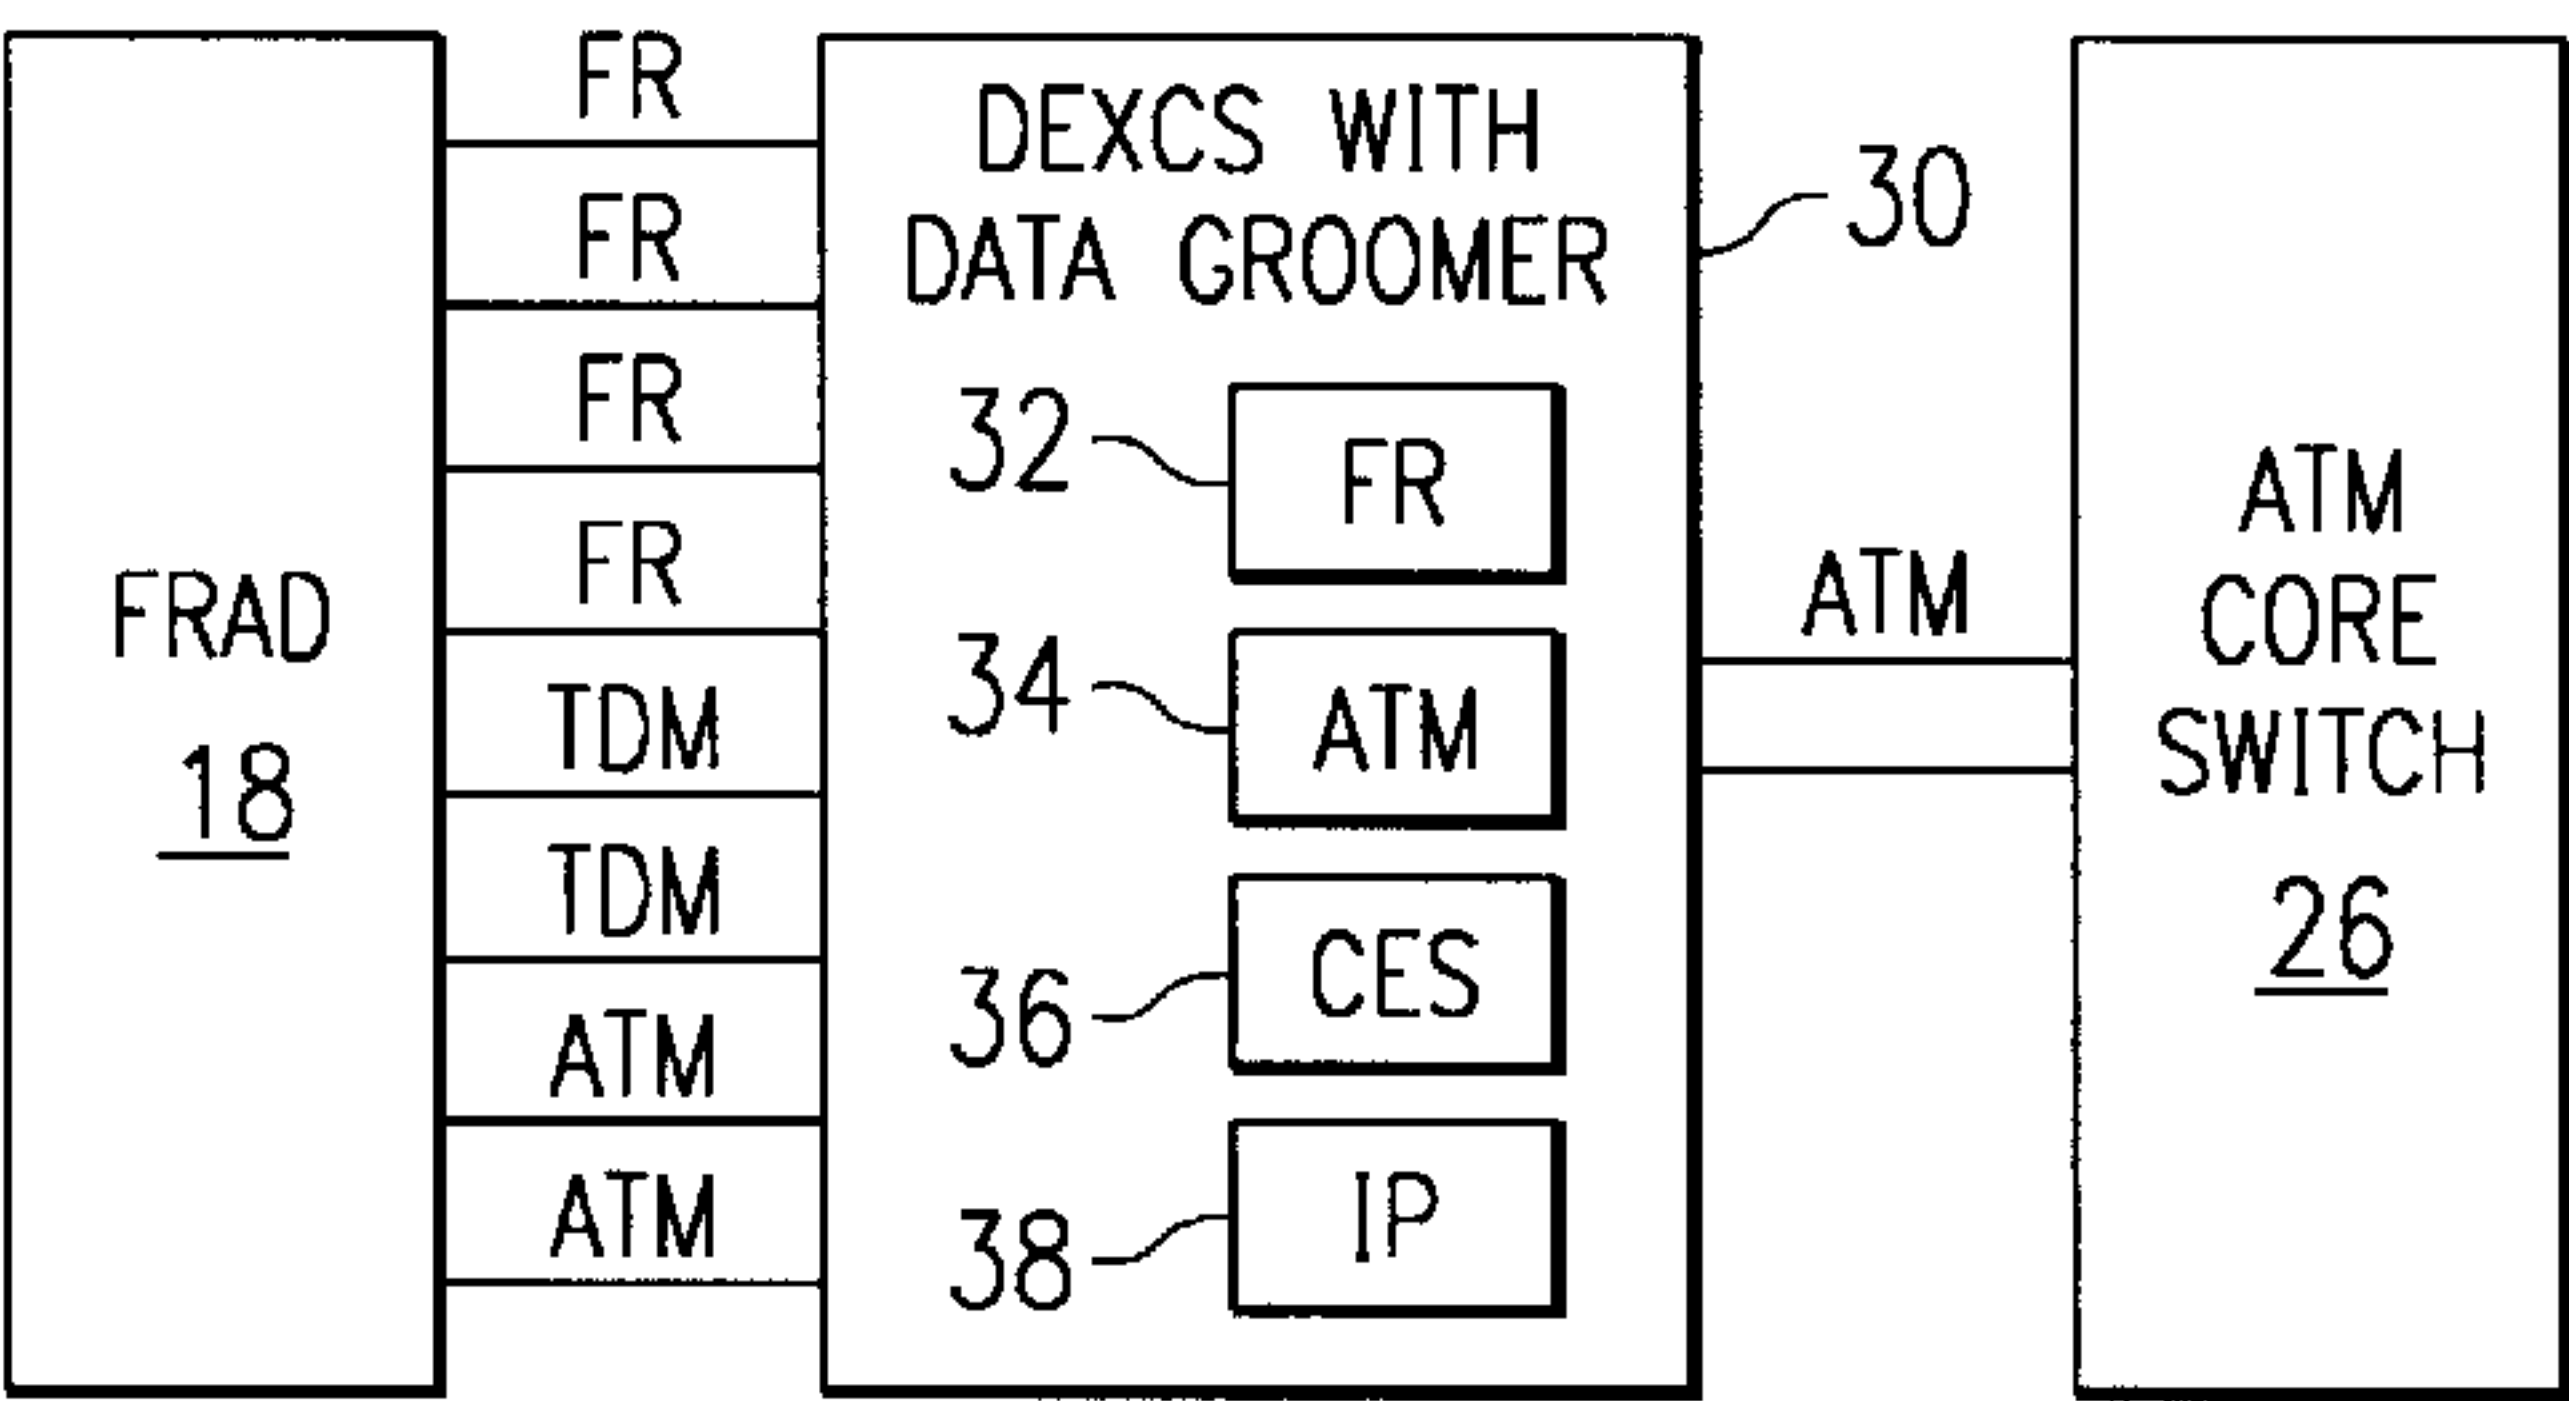 FRAD
18
FR
FR
FR
FR
TDM
TDM
ATM
ATM
DEXCS WITH
DATA GROOMER
30
32
FR
34
ATM
36
CES
38
IP
ATM
ATM
CORE
SWITCH
26